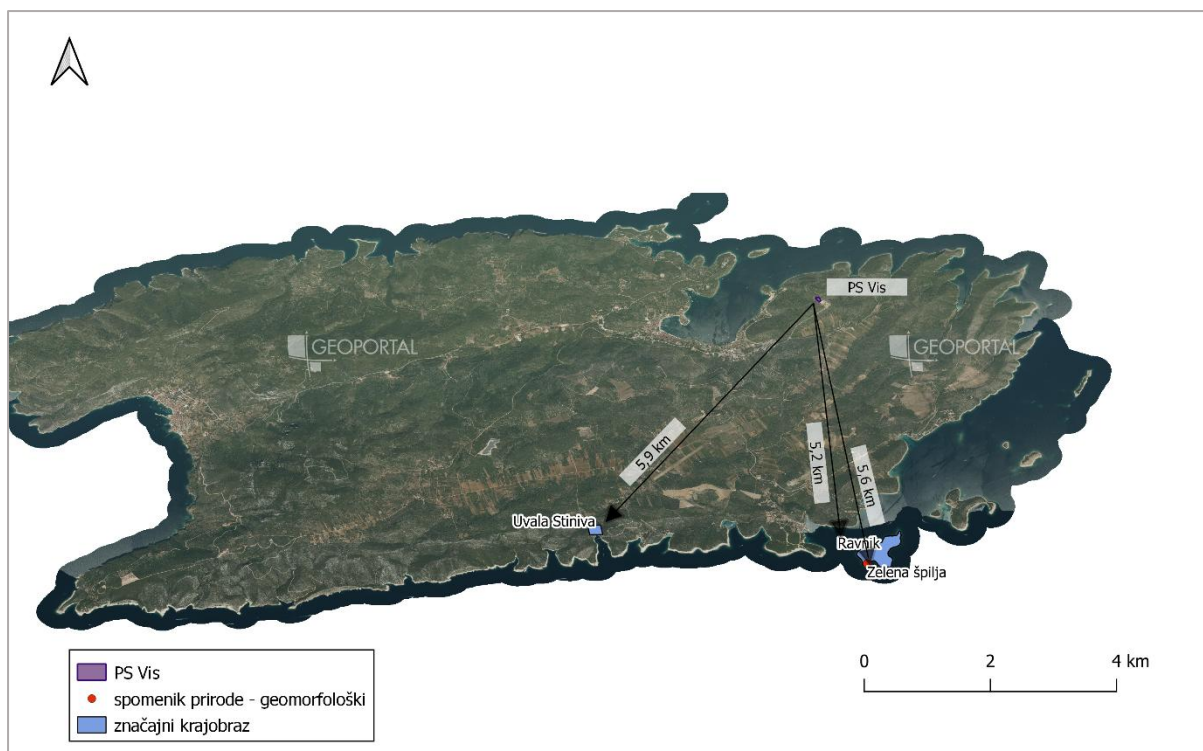 PS Vis
GEOPORTAL
GEOPORTAL
5,9 km
5,2 km
5,6 km
Uvala Stiniva
Ravnik
Zelena špilja
PS Vis
spomenik prirode - geomorfološki
značajni krajobraz
0 2 4 km